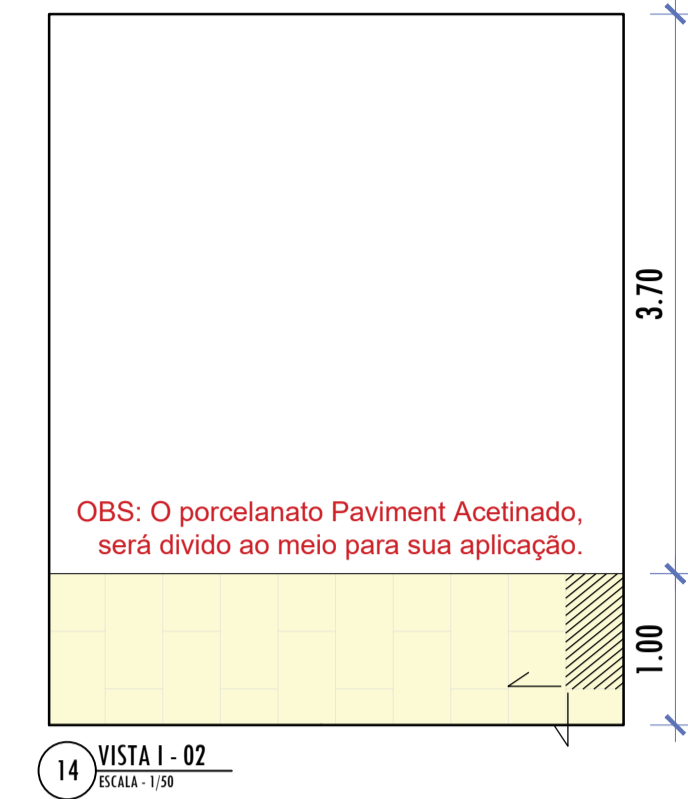 3.70
OBS: O porcelanato Paviment Acetinado,
será divido ao meio para sua aplicação.
1.00
14
VISTA I - 02
ESCALA - 1/50